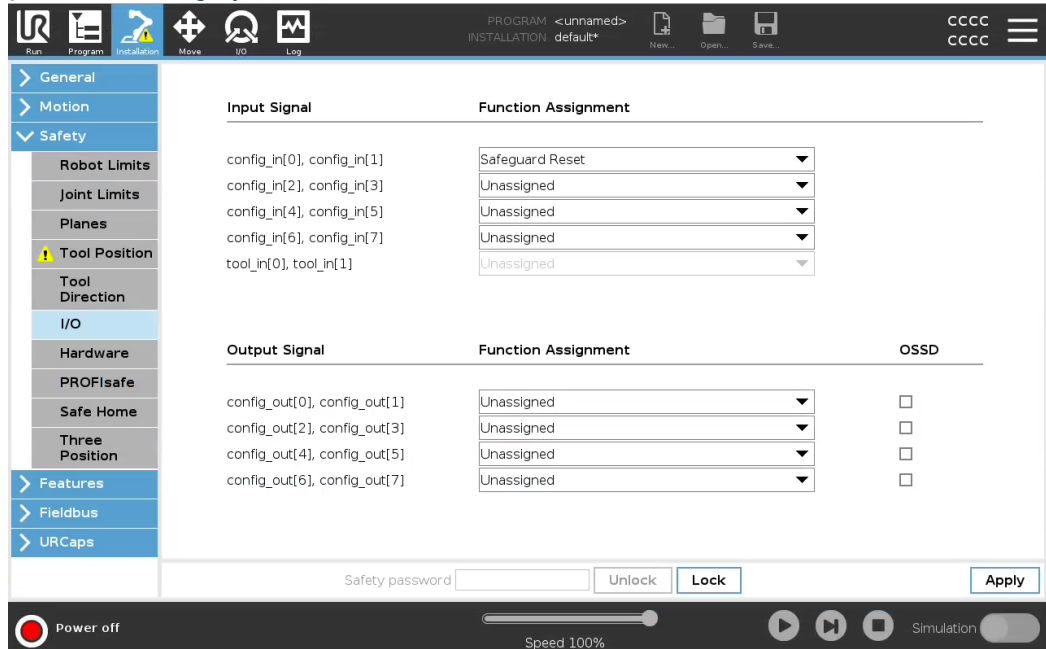 PROGRAM <unnamed>
INSTALLATION default*
CCCC
CCCC
Run Program Installation Move I/O Log New... Open... Save...
General
Motion
Safety
Robot Limits
Joint Limits
Planes
Tool Position
Tool
Direction
I/O
Hardware
PROFIsafe
Safe Home
Three
Position
Features
Fieldbus
URCaps
Input Signal Function Assignment
config_in[0], config_in[1] Safeguard Reset
config_in[2], config_in[3] Unassigned
config_in[4], config_in[5] Unassigned
config_in[6], config_in[7] Unassigned
tool_in[0], tool_in[1] Unassigned
Output Signal Function Assignment OSSD
config_out[0], config_out[1] Unassigned
config_out[2], config_out[3] Unassigned
config_out[4], config_out[5] Unassigned
config_out[6], config_out[7] Unassigned
Safety password Unlock Lock Apply
Power off Speed 100% Simulation